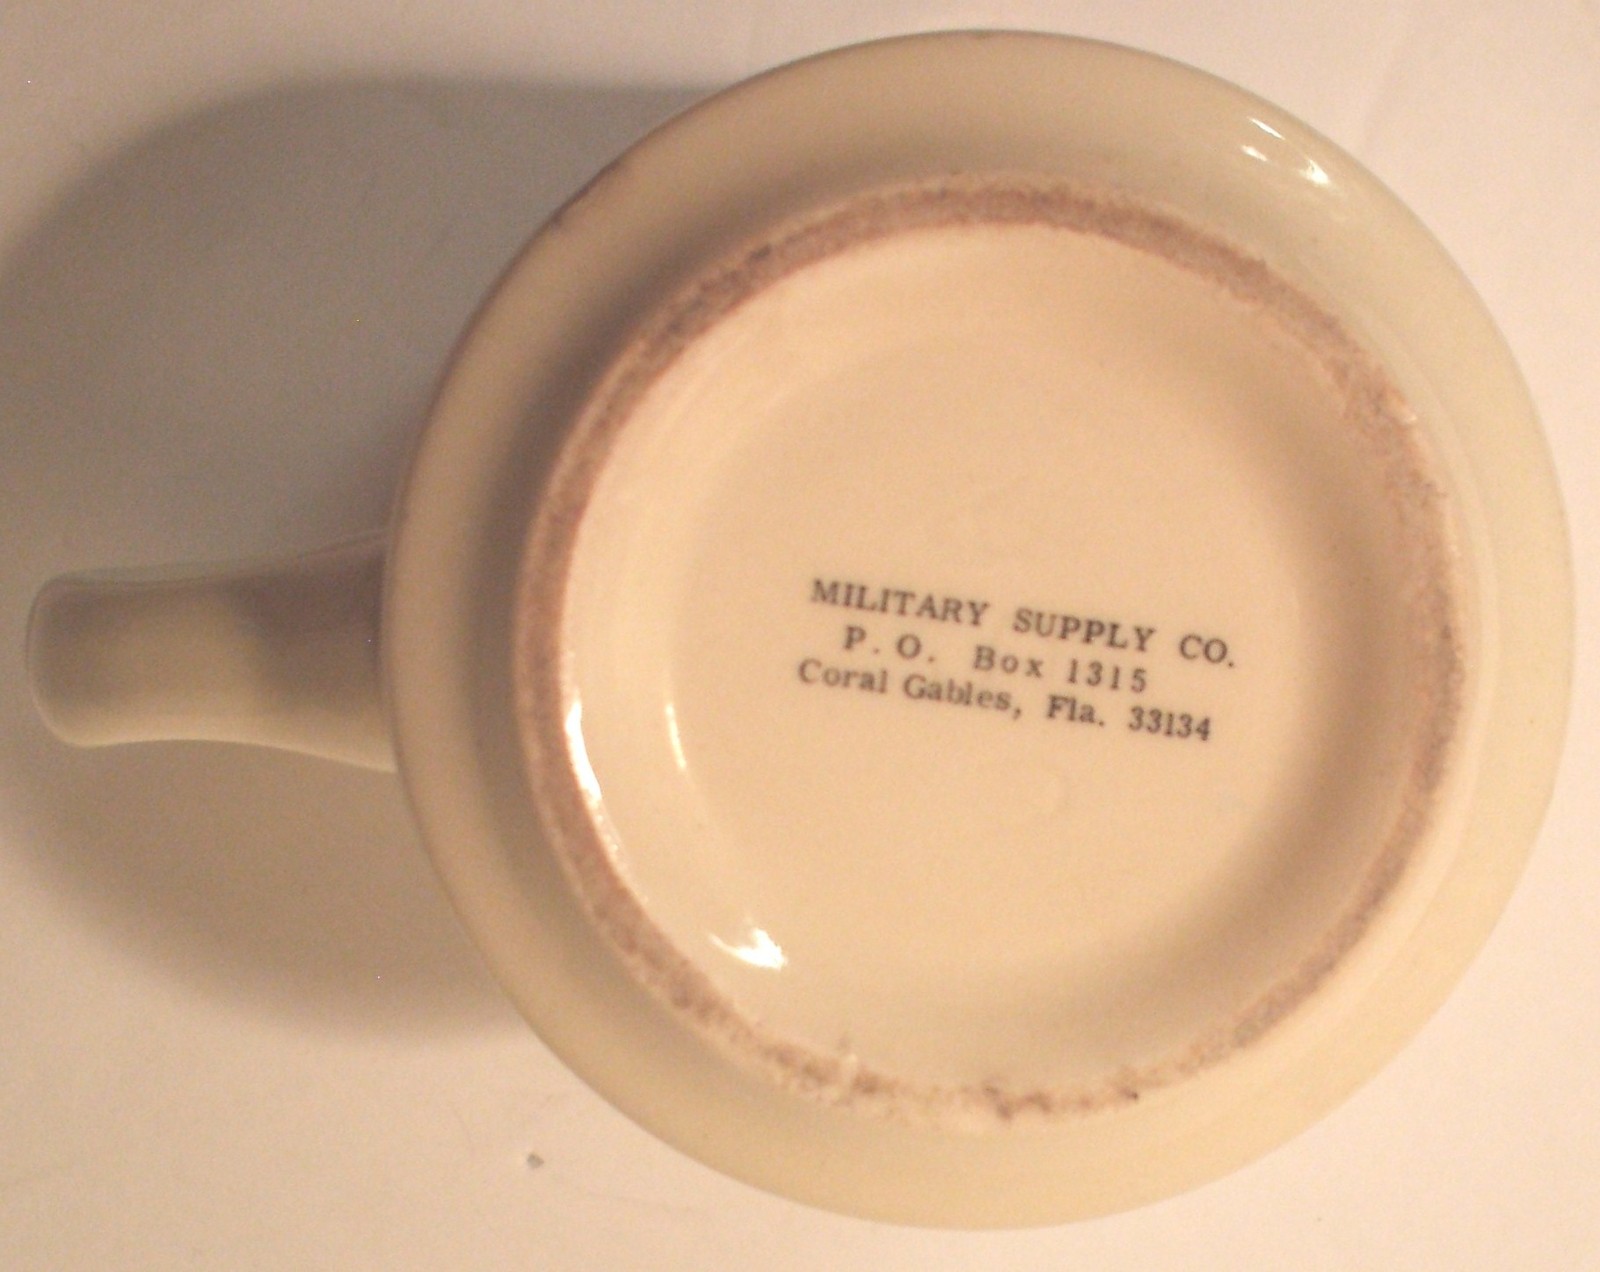 MILITARY SUPPLY CO.
P. O. Box 1315
Coral Gables, Fla. 33134